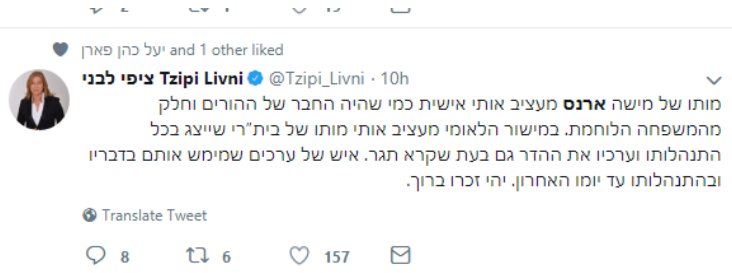 יעל כהן פארן and 1 other liked
ציפי לבני Tzipi Livni @Tzipi_Livni · 10h
מותו של מישה ארנס מעציב אותי אישית כמי שהיה החבר של ההורים וחלק
מהמשפחה הלוחמת. במישור הלאומי מעציב אותי מותו של בית״רי שייצג בכל
התנהלותו וערכיו את ההדר גם בעת שקרא תגר. איש של ערכים שמימש אותם בדבריו
ובהתנהלותו עד יומו האחרון. יהי זכרו ברוך.
Translate Tweet
8 6 157